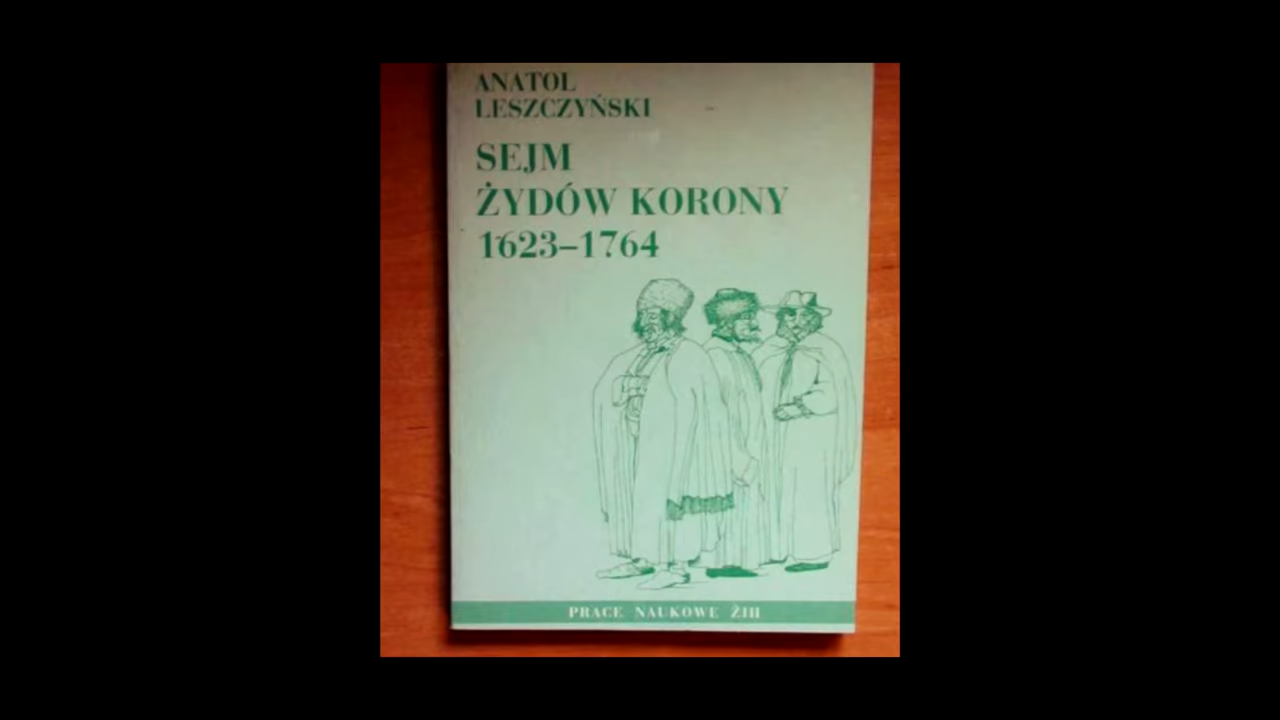 ANATOL
LESZCZYŃSKI
SEJM
ŻYDÓW KORONY
1623–1764
PRACE NAUKOWE ŻIH